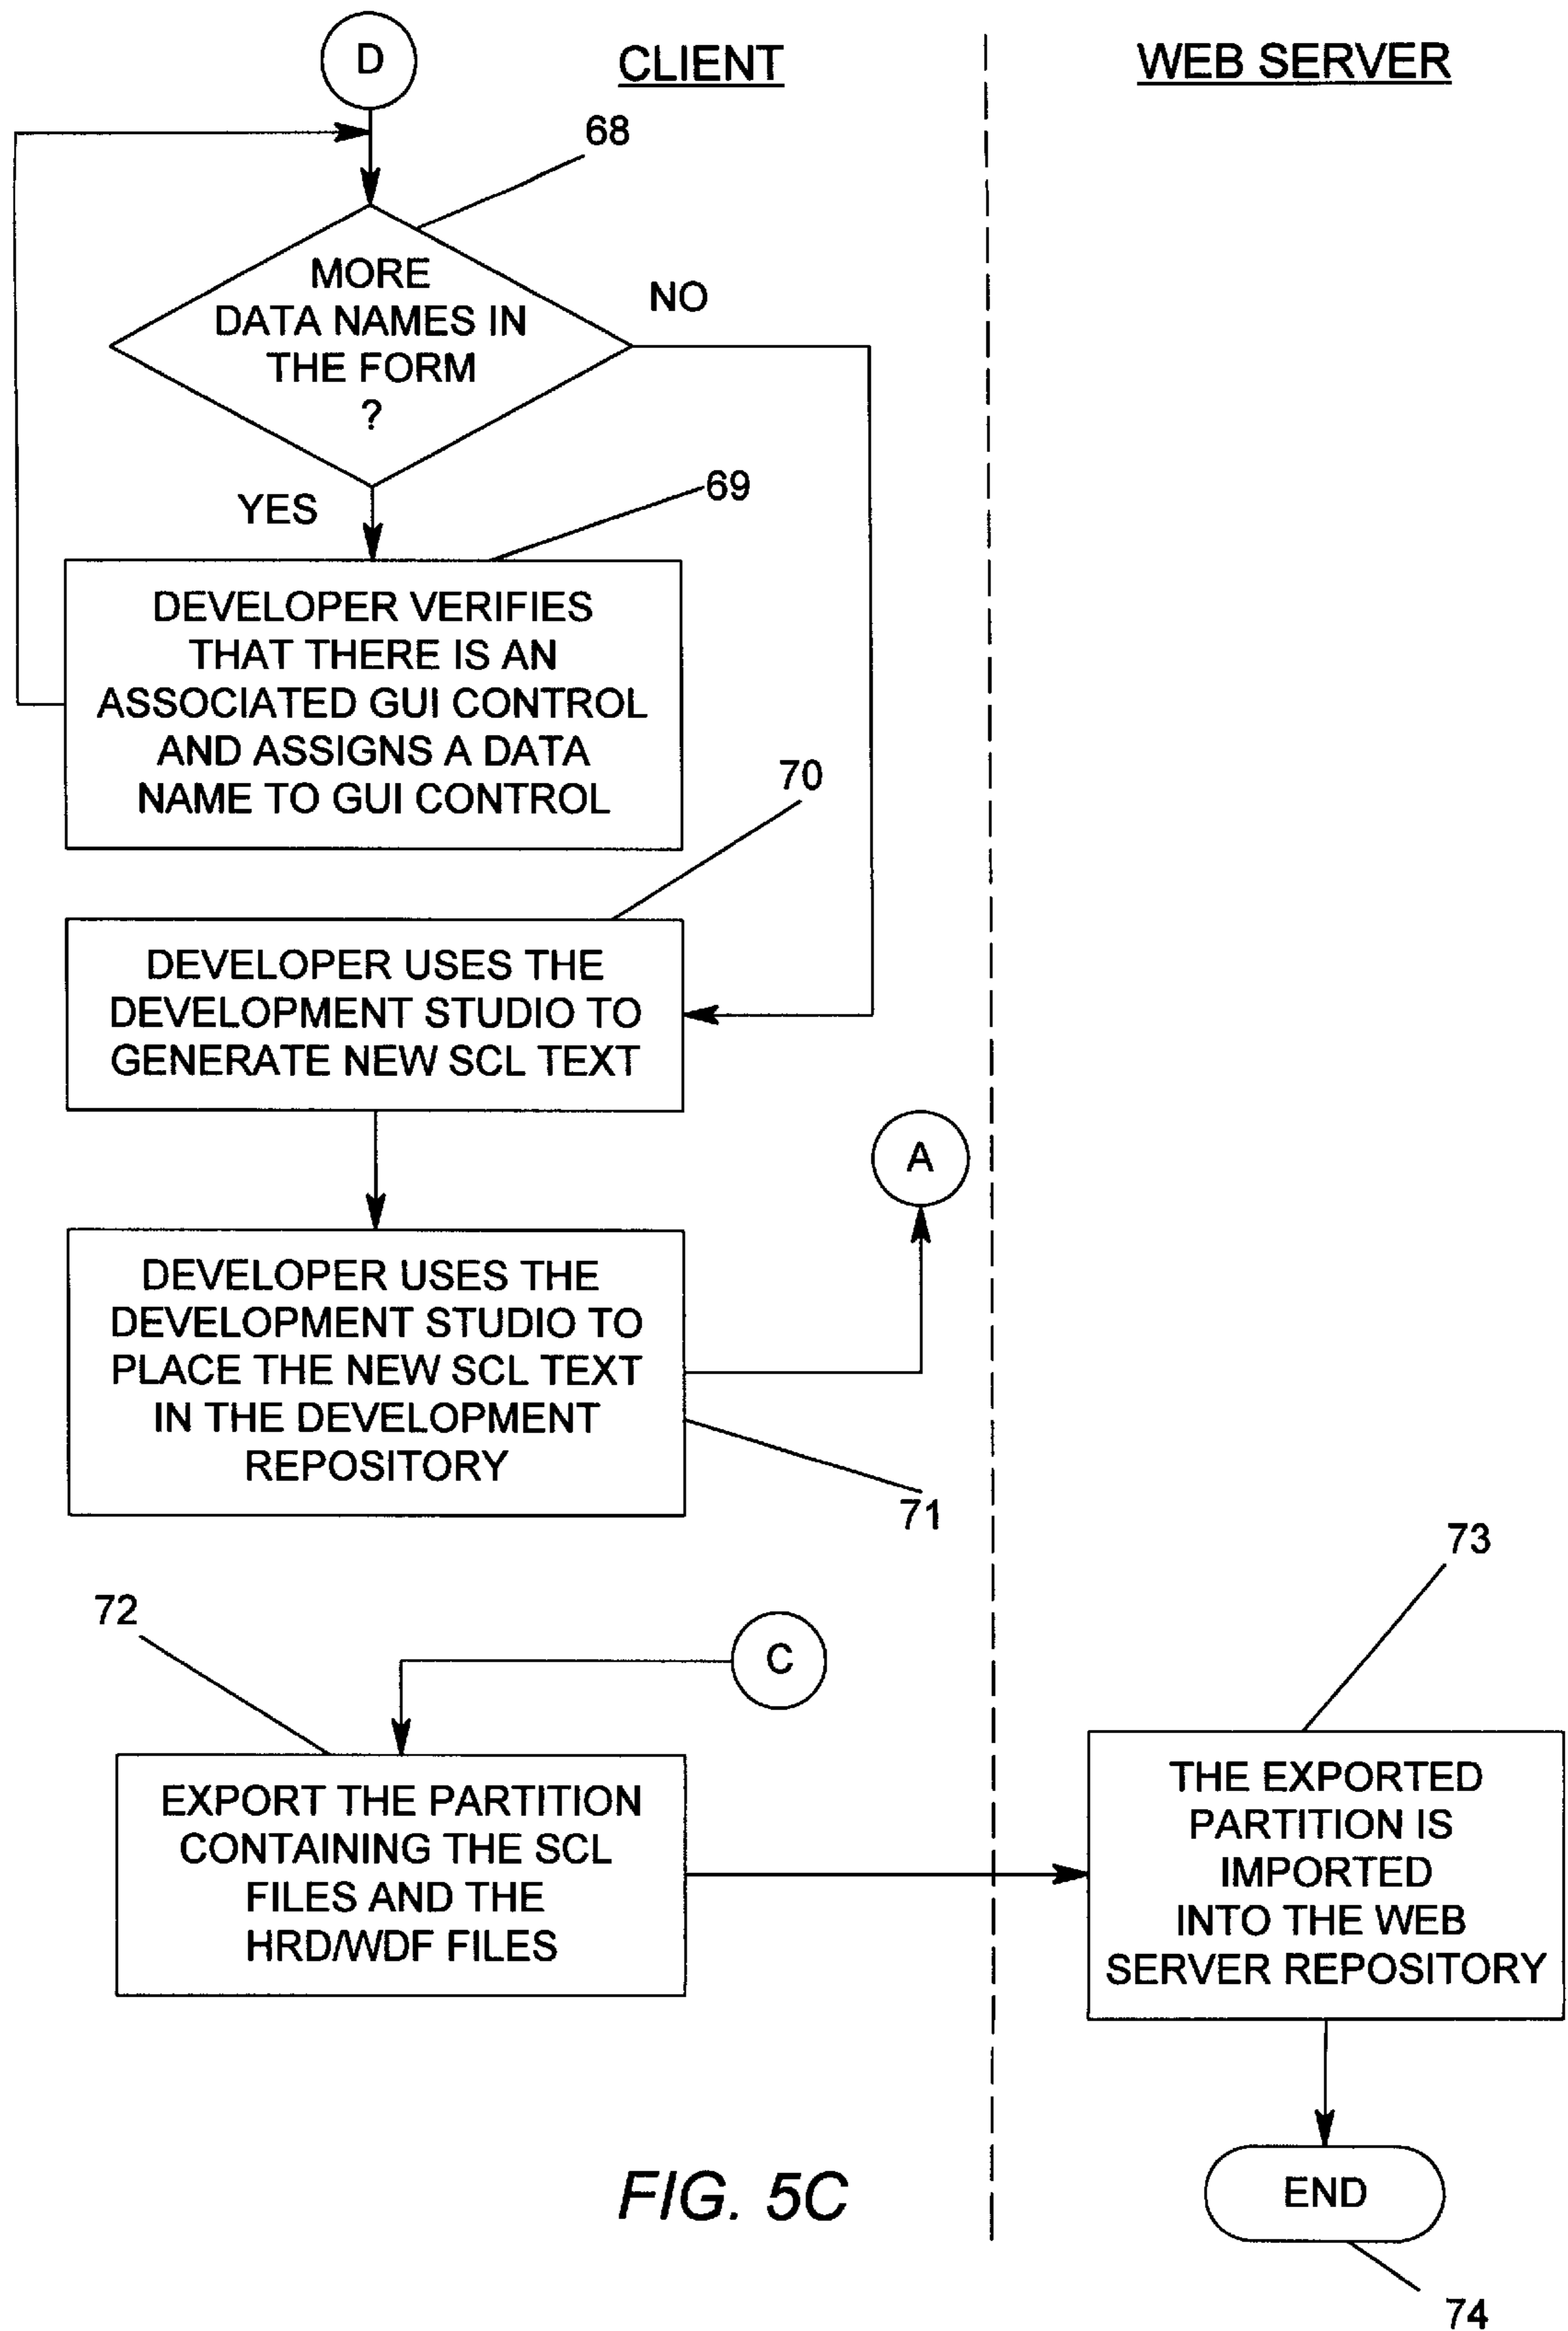 D
CLIENT
WEB SERVER
68
MORE
DATA NAMES IN
THE FORM
?
NO
YES
69
DEVELOPER VERIFIES
THAT THERE IS AN
ASSOCIATED GUI CONTROL
AND ASSIGNS A DATA
NAME TO GUI CONTROL
70
DEVELOPER USES THE
DEVELOPMENT STUDIO TO
GENERATE NEW SCL TEXT
A
DEVELOPER USES THE
DEVELOPMENT STUDIO TO
PLACE THE NEW SCL TEXT
IN THE DEVELOPMENT
REPOSITORY
71
72
C
EXPORT THE PARTITION
CONTAINING THE SCL
FILES AND THE
HRD/WDF FILES
73
THE EXPORTED
PARTITION IS
IMPORTED
INTO THE WEB
SERVER REPOSITORY
END
74
FIG. 5C